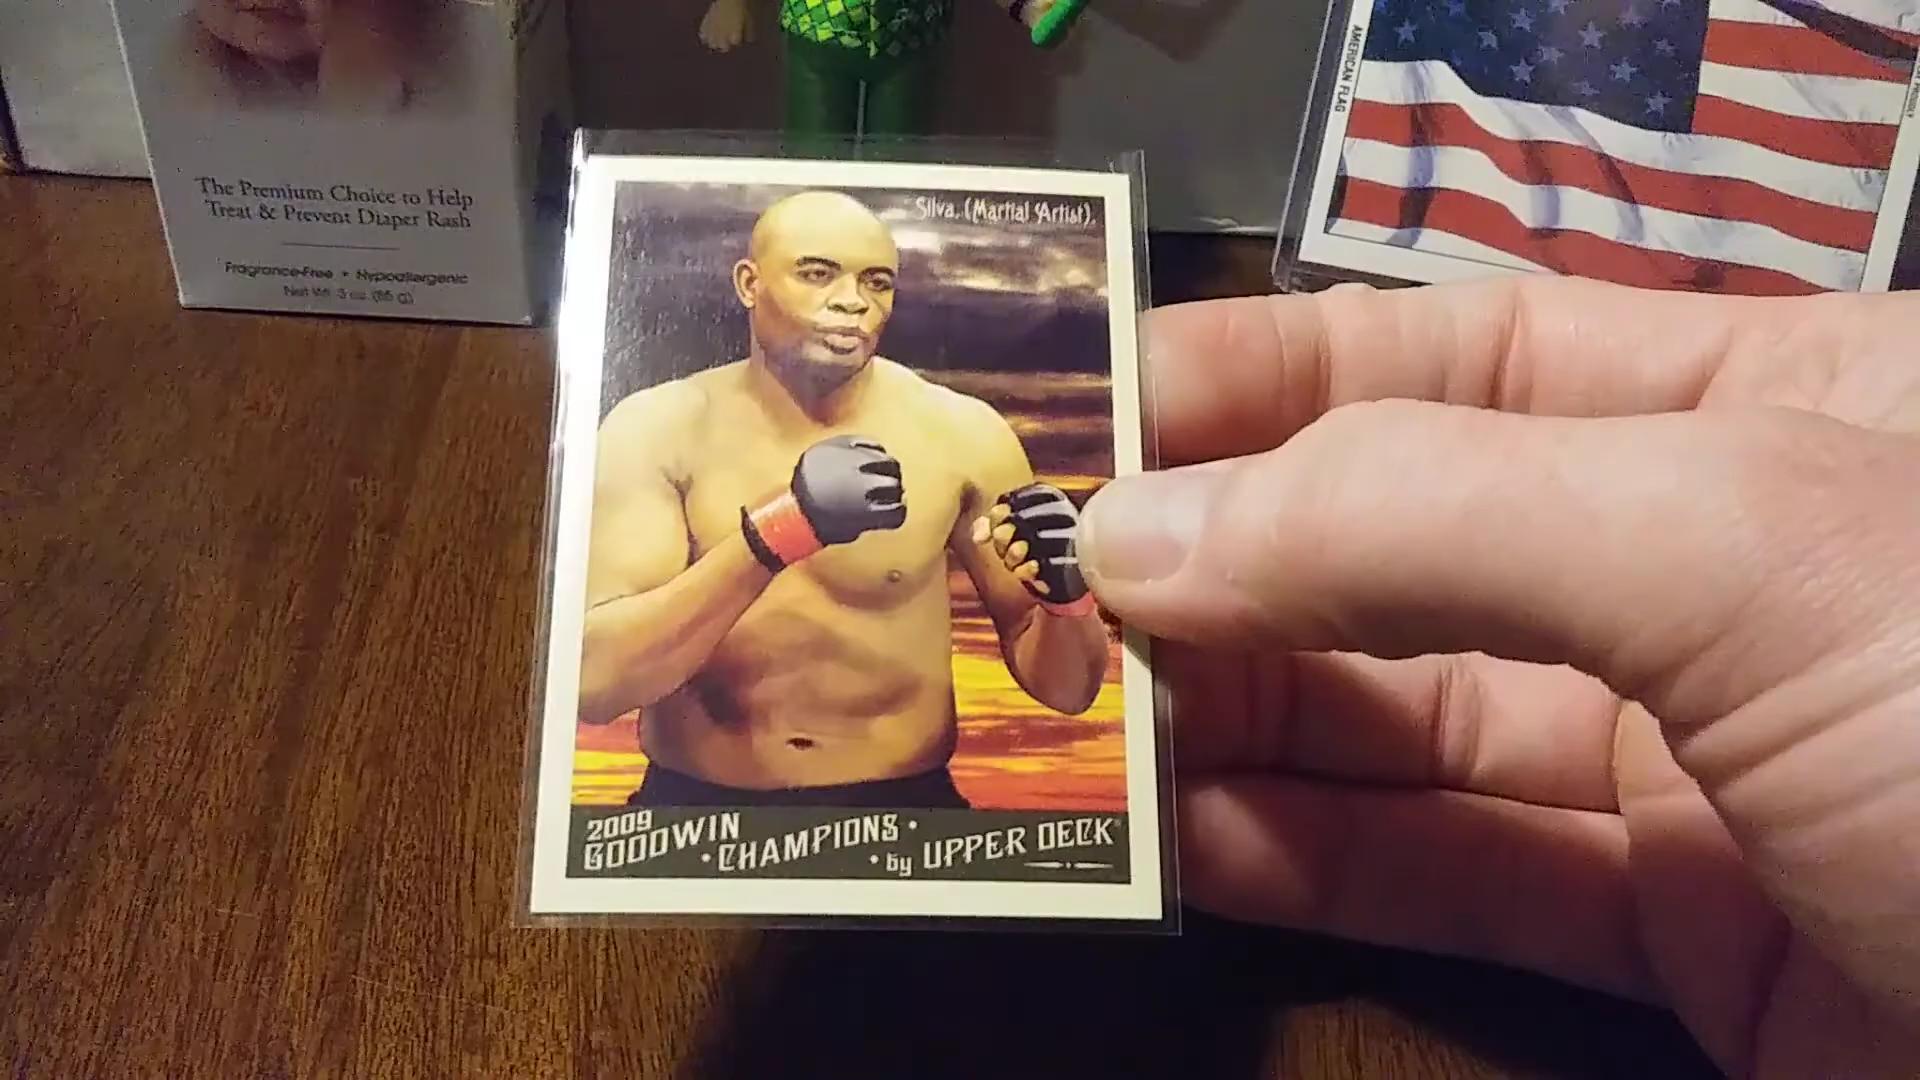 The Premium Choice to Help
Treat & Prevent Diaper Rash
Fragrance-Free • Hypoallergenic
Net Wt. 3 oz. (85 g)
AMERICAN FLAG
Silva, (Martial Artist).
2009
GOODWIN
•CHAMPIONS•
•by UPPER DECK